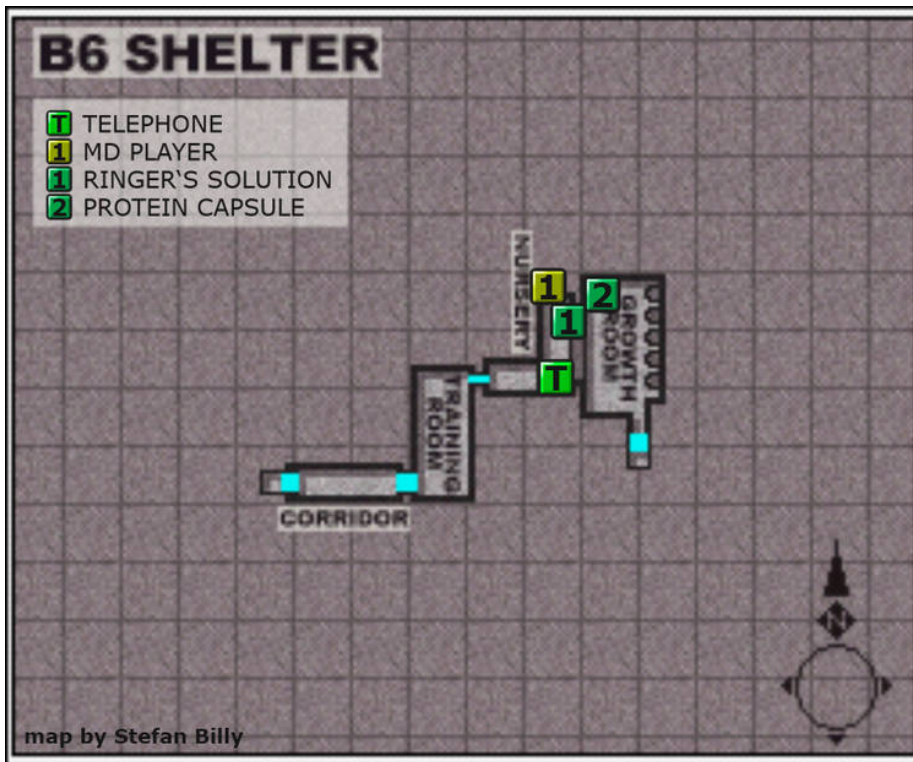 B6 SHELTER
T TELEPHONE
1 MD PLAYER
1 RINGER'S SOLUTION
2 PROTEIN CAPSULE
NURSERY
1
2
1
GROWTH
ROOM
T
TRAINING
ROOM
CORRIDOR
N
map by Stefan Billy